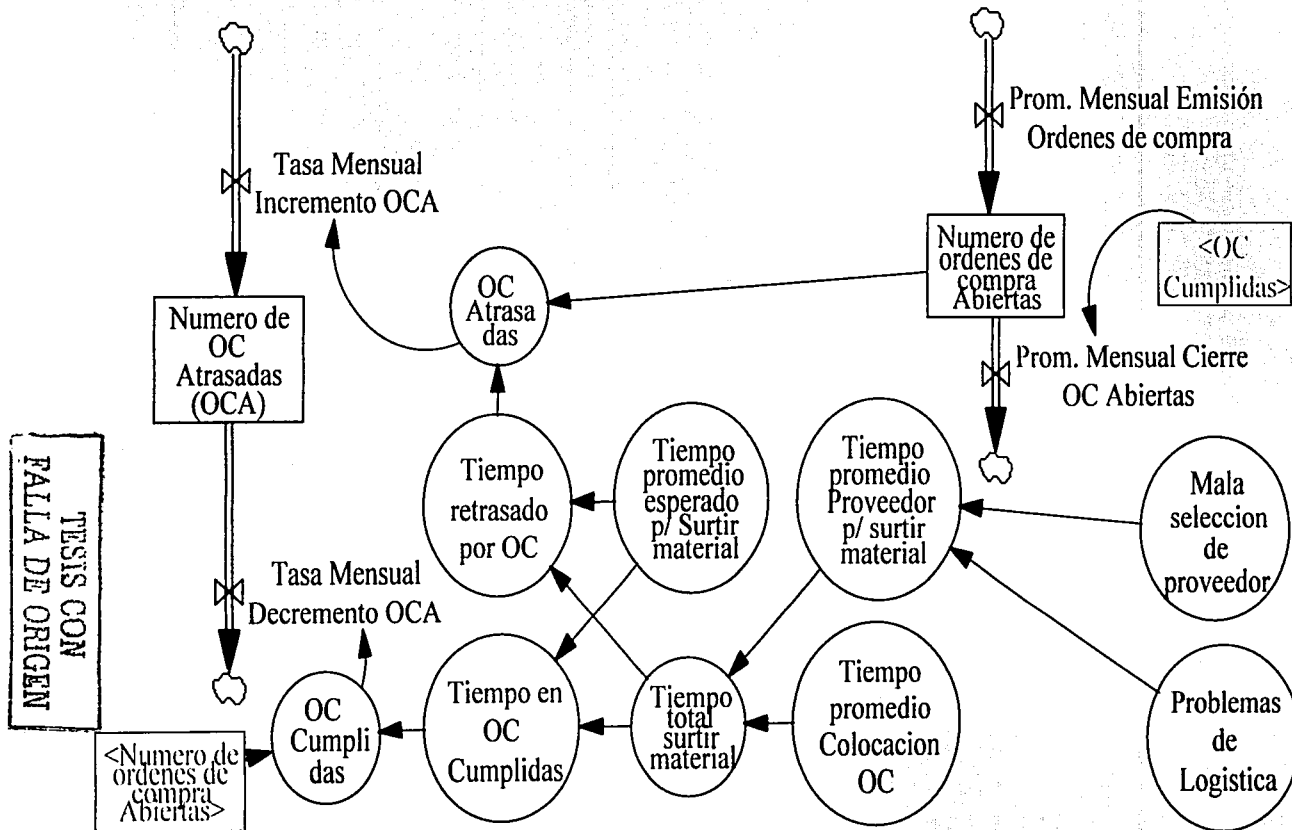 Prom. Mensual Emisión
Ordenes de compra
Tasa Mensual
Incremento OCA
Numero de
ordenes de
compra
Abiertas
<OC
Cumplidas>
OC
Atrasa
das
Numero de
OC
Atrasadas
(OCA)
Prom. Mensual Cierre
OC Abiertas
Tiempo
retrasado
por OC
Tiempo
promedio
esperado
p/ Surtir
material
Tiempo
promedio
Proveedor
p/ surtir
material
Mala
seleccion
de
proveedor
TESIS CON
FALLA DE ORIGEN
Tasa Mensual
Decremento OCA
OC
Cumpli
das
Tiempo en
OC
Cumplidas
Tiempo
total
surtir
material
Tiempo
promedio
Colocacion
OC
Problemas
de
Logistica
<Numero de
ordenes de
compra
Abiertas>